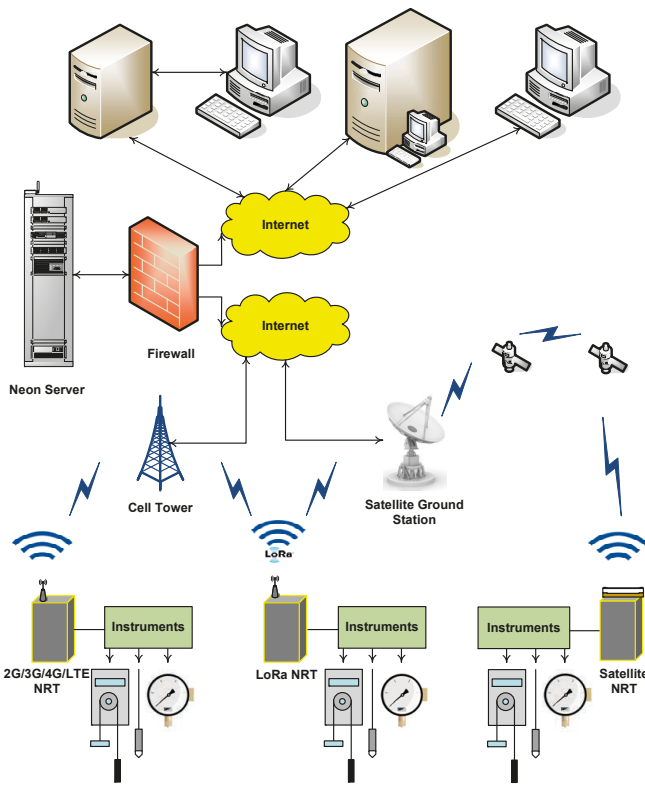 Internet
Internet
Firewall
Neon Server
Cell Tower
Satellite Ground
Station
LoRa
Instruments
Instruments
Instruments
2G/3G/4G/LTE
NRT
LoRa NRT
Satellite
NRT